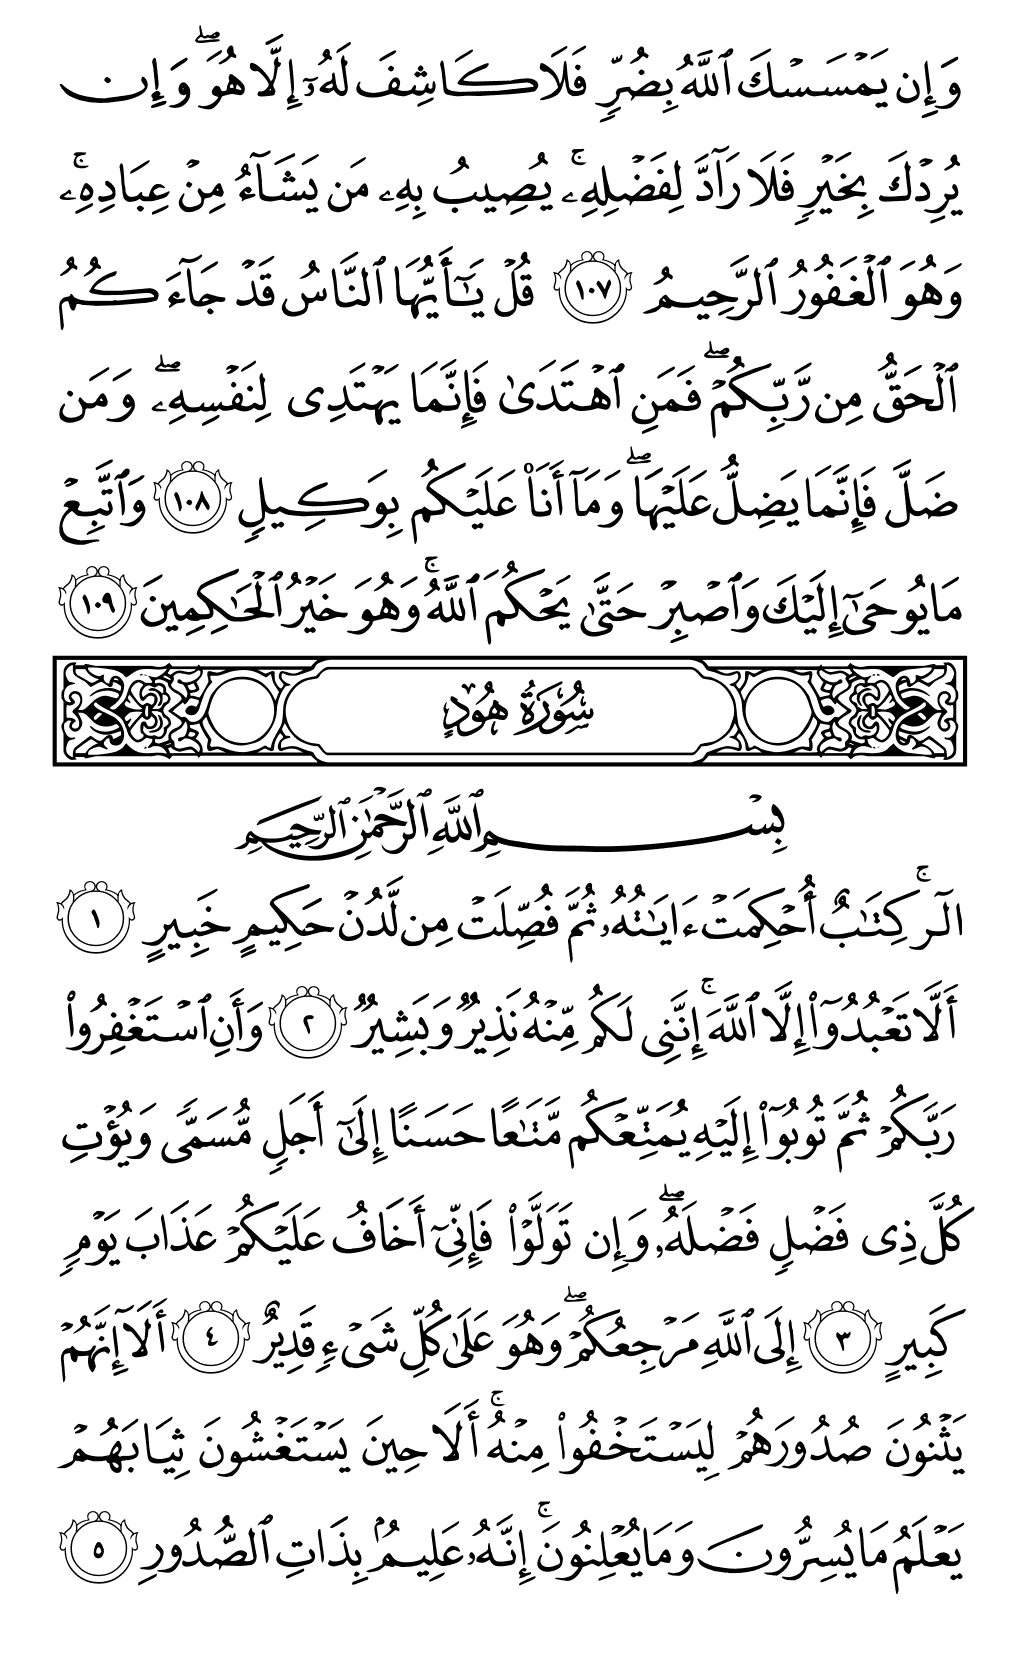 وَإِن يَمْسَسْكَ ٱللَّهُ بِضُرٍّ فَلَا كَاشِفَ لَهُۥٓ إِلَّا هُوَ ۖ وَإِن
يُرِدْكَ بِخَيْرٍ فَلَا رَآدَّ لِفَضْلِهِۦ ۚ يُصِيبُ بِهِۦ مَن يَشَآءُ مِنْ عِبَادِهِۦ ۚ
وَهُوَ ٱلْغَفُورُ ٱلرَّحِيمُ ١٠٧ قُلْ يَـٰٓأَيُّهَا ٱلنَّاسُ قَدْ جَآءَكُمُ
ٱلْحَقُّ مِن رَّبِّكُمْ ۖ فَمَنِ ٱهْتَدَىٰ فَإِنَّمَا يَهْتَدِى لِنَفْسِهِۦ ۖ وَمَن
ضَلَّ فَإِنَّمَا يَضِلُّ عَلَيْهَا ۖ وَمَآ أَنَا۠ عَلَيْكُم بِوَكِيلٍ ١٠٨ وَٱتَّبِعْ
مَا يُوحَىٰٓ إِلَيْكَ وَٱصْبِرْ حَتَّىٰ يَحْكُمَ ٱللَّهُ ۚ وَهُوَ خَيْرُ ٱلْحَـٰكِمِينَ ١٠٩
سُورَةُ هُودٍ
بِسْمِ ٱللَّهِ ٱلرَّحْمَـٰنِ ٱلرَّحِيمِ
الٓر ۚ كِتَـٰبٌ أُحْكِمَتْ ءَايَـٰتُهُۥ ثُمَّ فُصِّلَتْ مِن لَّدُنْ حَكِيمٍ خَبِيرٍ ١
أَلَّا تَعْبُدُوٓا۟ إِلَّا ٱللَّهَ ۚ إِنَّنِى لَكُم مِّنْهُ نَذِيرٌ وَبَشِيرٌ ٢ وَأَنِ ٱسْتَغْفِرُوا۟
رَبَّكُمْ ثُمَّ تُوبُوٓا۟ إِلَيْهِ يُمَتِّعْكُم مَّتَـٰعًا حَسَنًا إِلَىٰٓ أَجَلٍ مُّسَمًّى وَيُؤْتِ
كُلَّ ذِى فَضْلٍ فَضْلَهُۥ ۖ وَإِن تَوَلَّوْا۟ فَإِنِّىٓ أَخَافُ عَلَيْكُمْ عَذَابَ يَوْمٍ
كَبِيرٍ ٣ إِلَى ٱللَّهِ مَرْجِعُكُمْ ۖ وَهُوَ عَلَىٰ كُلِّ شَىْءٍ قَدِيرٌ ٤ أَلَآ إِنَّهُمْ
يَثْنُونَ صُدُورَهُمْ لِيَسْتَخْفُوا۟ مِنْهُ ۚ أَلَا حِينَ يَسْتَغْشُونَ ثِيَابَهُمْ
يَعْلَمُ مَا يُسِرُّونَ وَمَا يُعْلِنُونَ ۚ إِنَّهُۥ عَلِيمٌۢ بِذَاتِ ٱلصُّدُورِ ٥